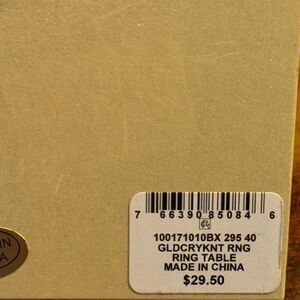 7 66390 85084 6
100171010BX 295 40
GLDCRYKNT RNG
RING TABLE
MADE IN CHINA
$29.50